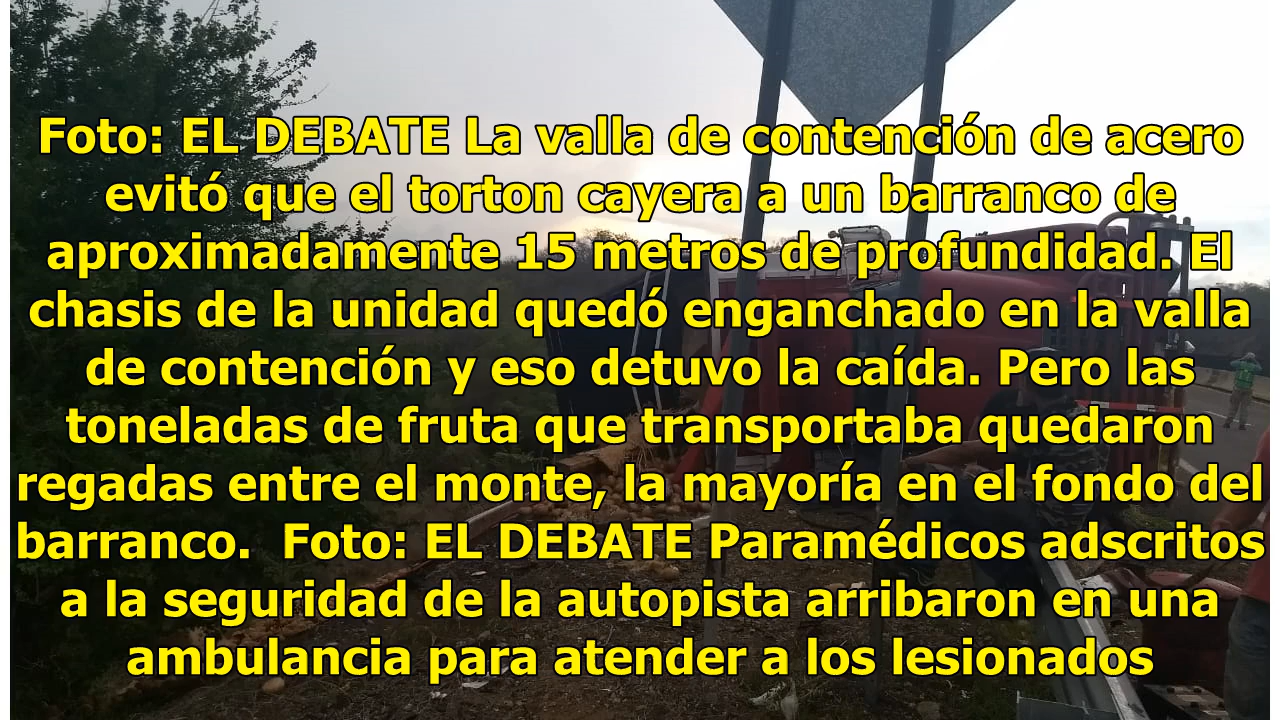 Foto: EL DEBATE La valla de contención de acero
evitó que el torton cayera a un barranco de
aproximadamente 15 metros de profundidad. El
chasis de la unidad quedó enganchado en la valla
de contención y eso detuvo la caída. Pero las
toneladas de fruta que transportaba quedaron
regadas entre el monte, la mayoría en el fondo del
barranco.  Foto: EL DEBATE Paramédicos adscritos
a la seguridad de la autopista arribaron en una
ambulancia para atender a los lesionados